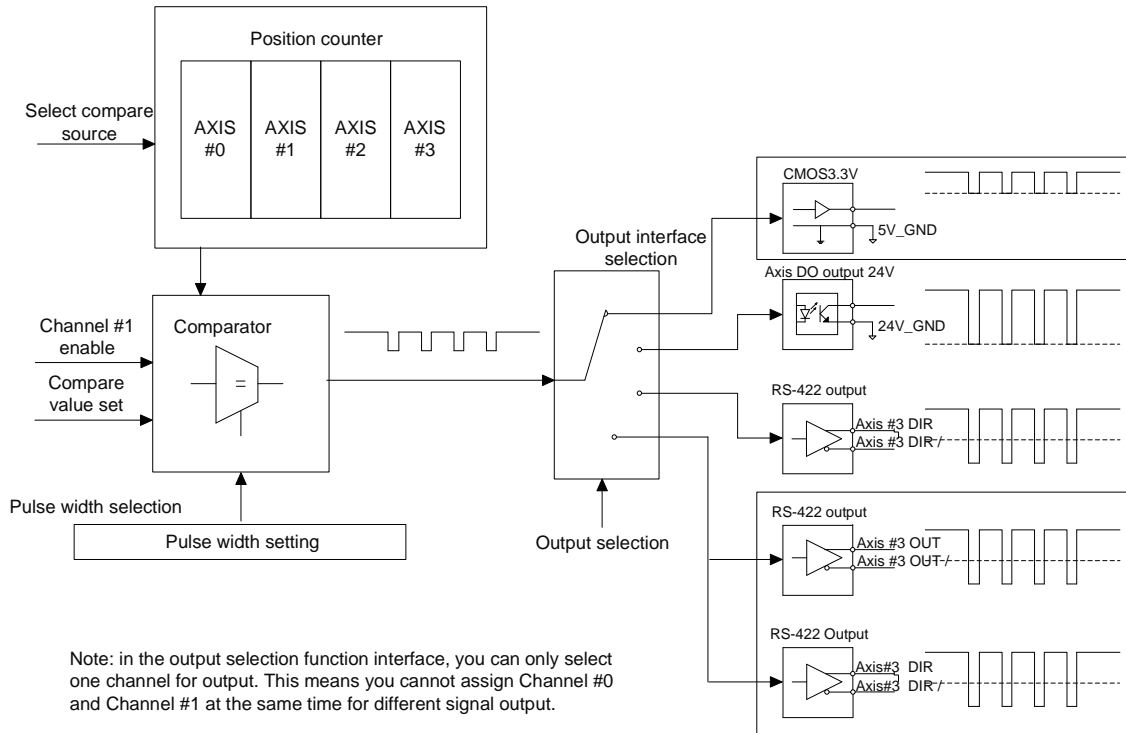 Position counter
Select compare
source
AXIS
#0
AXIS
#1
AXIS
#2
AXIS
#3
Channel #1
enable
Compare
value set
Comparator
=
Pulse width selection
Pulse width setting
Output interface
selection
Output selection
CMOS3.3V
5V_GND
Axis DO output 24V
24V_GND
RS-422 output
Axis #3 DIR
Axis #3 DIR /
RS-422 output
Axis #3 OUT
Axis #3 OUT /
RS-422 Output
Axis#3 DIR
Axis#3 DIR /
Note: in the output selection function interface, you can only select
one channel for output. This means you cannot assign Channel #0
and Channel #1 at the same time for different signal output.